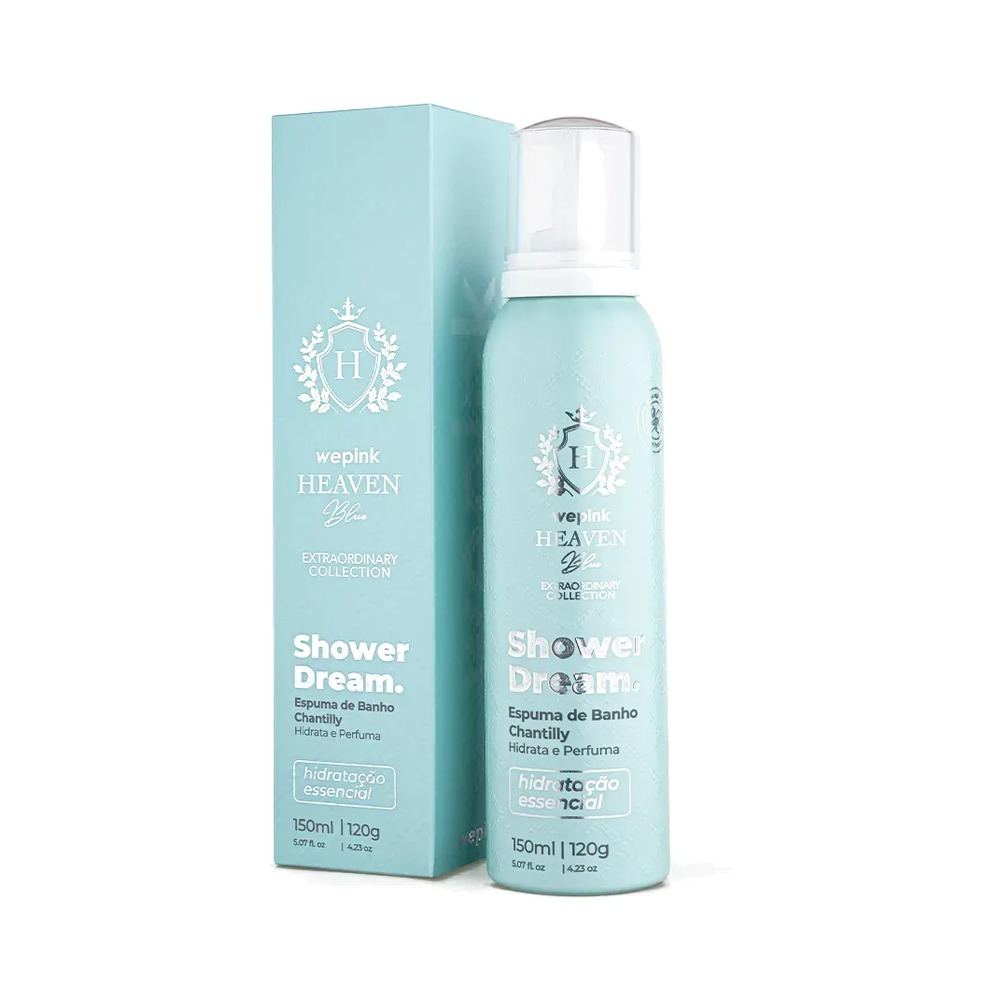 H
wepink
HEAVEN
Blue
EXTRAORDINARY
COLLECTION
Shower
Dream.
Espuma de Banho
Chantilly
Hidrata e Perfuma
hidratação
essencial
150ml | 120g
5.07 fl. oz | 4.23 oz
H
wepink
HEAVEN
Blue
EXTRAORDINARY
COLLECTION
Shower
Dream.
Espuma de Banho
Chantilly
Hidrata e Perfuma
hidratação
essencial
150ml | 120g
5.07 fl. oz | 4.23 oz